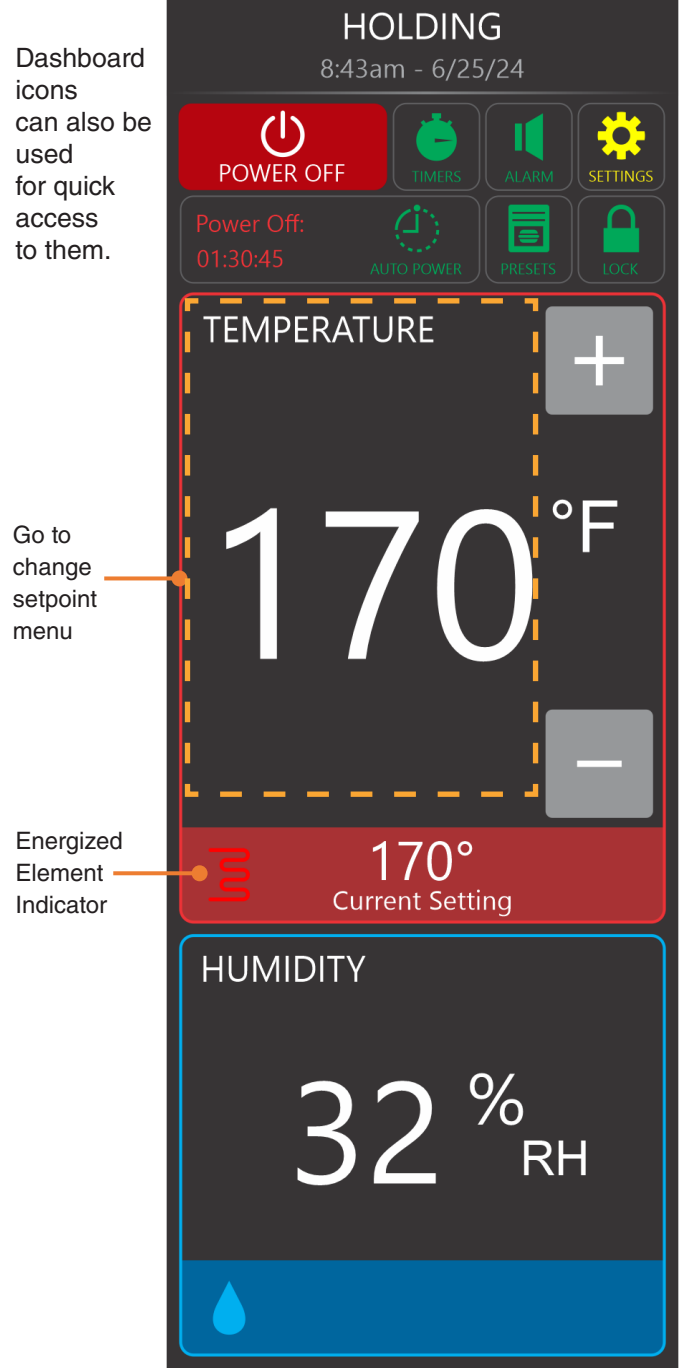 Dashboard
icons
can also be
used
for quick
access
to them.
HOLDING
8:43am - 6/25/24
POWER OFF
TIMERS
ALARM
SETTINGS
Power Off:
01:30:45
AUTO POWER
PRESETS
LOCK
TEMPERATURE
+
170°F
−
Go to
change
setpoint
menu
Energized
Element
Indicator
170°
Current Setting
HUMIDITY
32 % RH